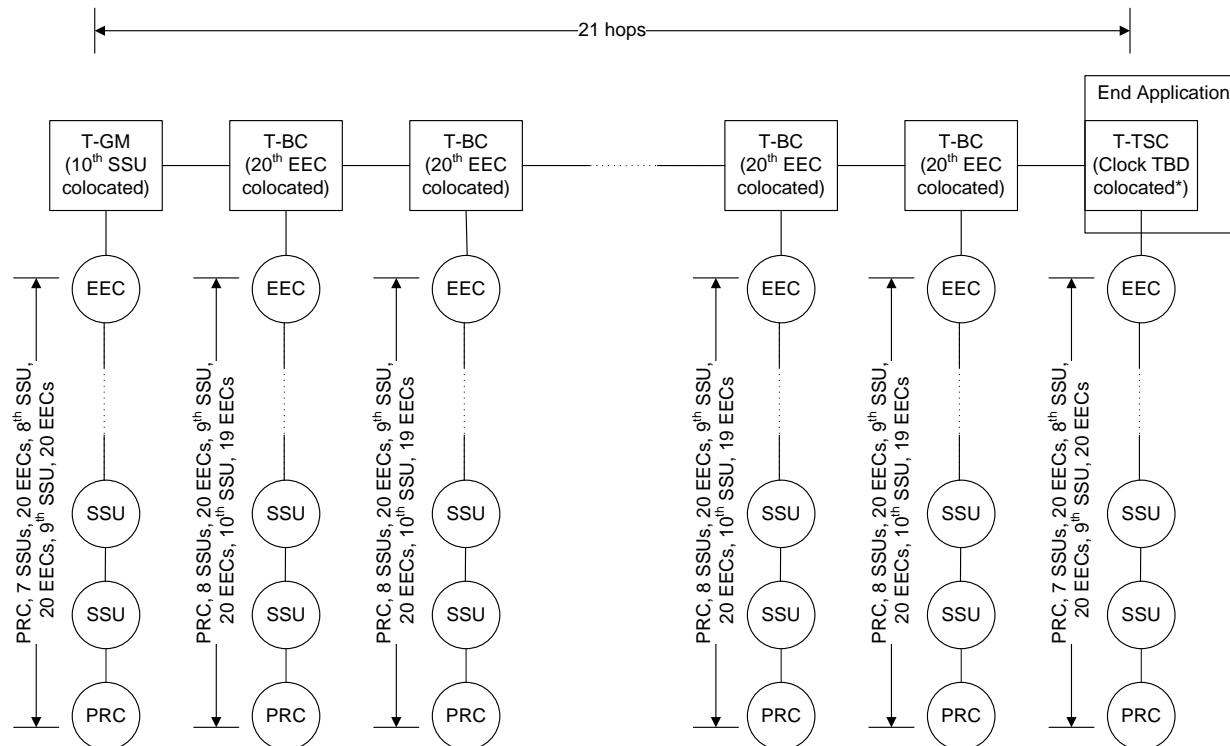 21 hops
End Application
T-GM
(10th SSU
colocated)
T-BC
(20th EEC
colocated)
T-BC
(20th EEC
colocated)
T-BC
(20th EEC
colocated)
T-BC
(20th EEC
colocated)
T-TSC
(Clock TBD
colocated*)
EEC
EEC
EEC
EEC
EEC
EEC
PRC, 7 SSUs, 20 EECs, 8th SSU,
20 EECs, 9th SSU, 20 EECs
PRC, 8 SSUs, 20 EECs, 9th SSU,
20 EECs, 10th SSU, 19 EECs
PRC, 8 SSUs, 20 EECs, 9th SSU,
20 EECs, 10th SSU, 19 EECs
PRC, 8 SSUs, 20 EECs, 9th SSU,
20 EECs, 10th SSU, 19 EECs
PRC, 8 SSUs, 20 EECs, 9th SSU,
20 EECs, 10th SSU, 19 EECs
PRC, 7 SSUs, 20 EECs, 8th SSU,
20 EECs, 9th SSU, 20 EECs
SSU
SSU
SSU
SSU
SSU
SSU
SSU
SSU
SSU
SSU
SSU
SSU
PRC
PRC
PRC
PRC
PRC
PRC